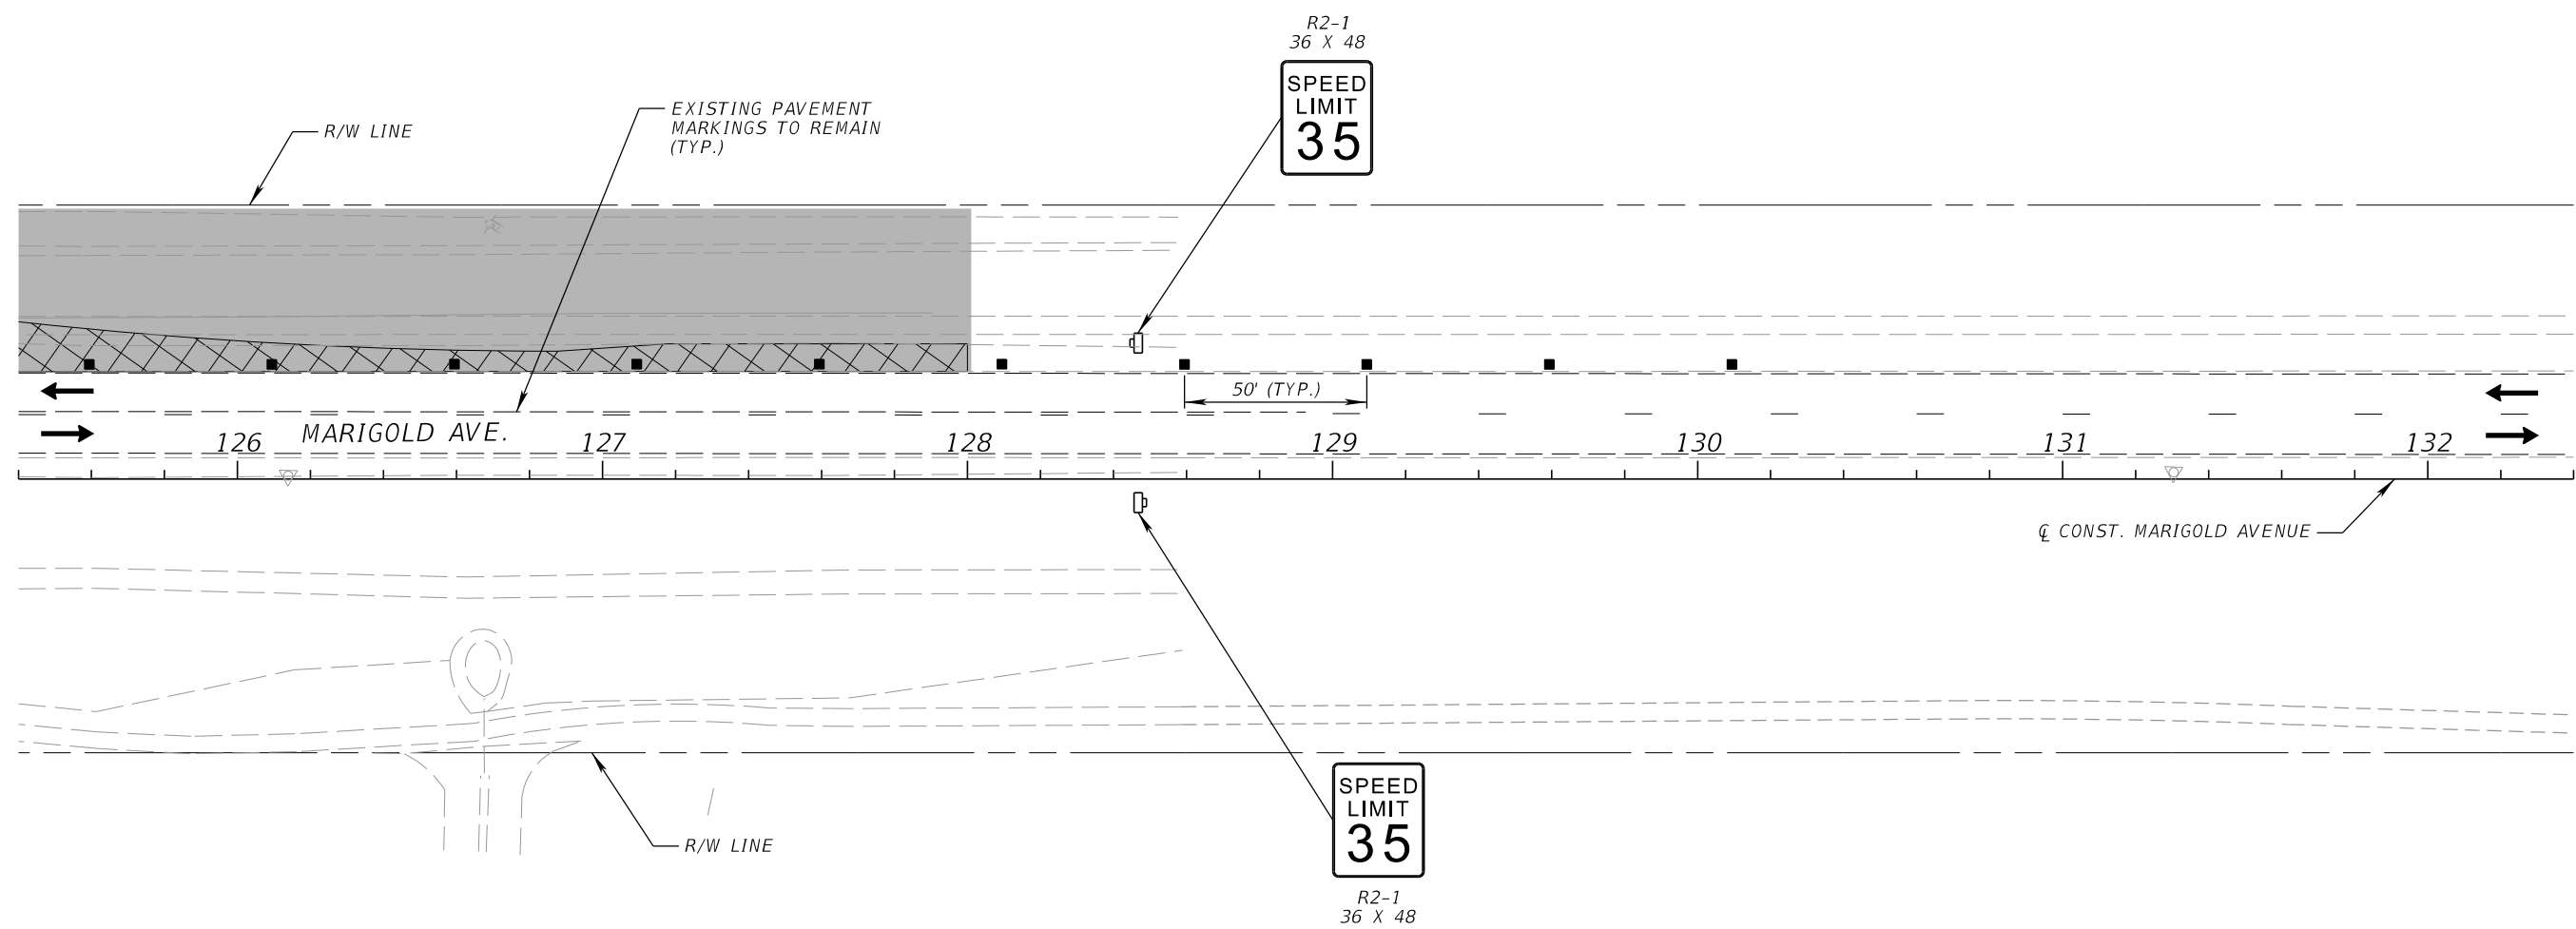 R2-1
36 X 48
SPEED
LIMIT
35
EXISTING PAVEMENT
MARKINGS TO REMAIN
(TYP.)
R/W LINE
50' (TYP.)
MARIGOLD AVE.
126
127
128
129
130
131
132
℄ CONST. MARIGOLD AVENUE
R/W LINE
SPEED
LIMIT
35
R2-1
36 X 48